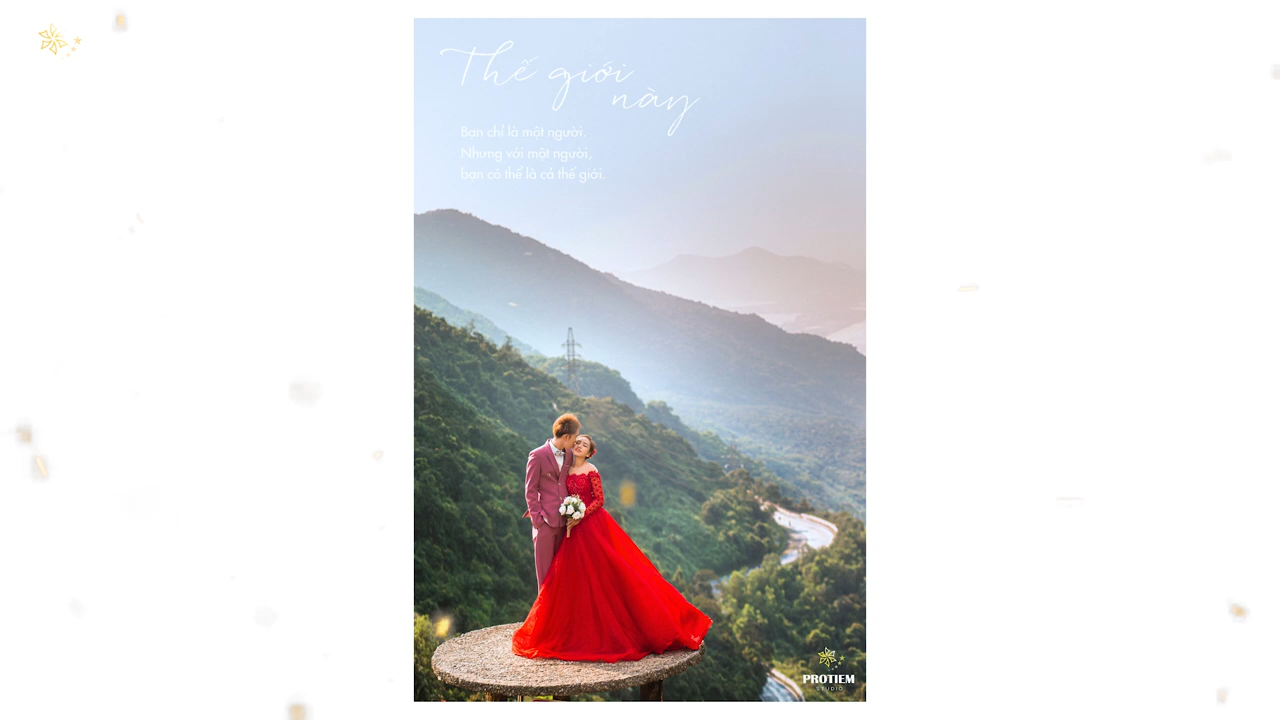 Thế giới
này
Bạn chỉ là một người.
Nhưng với một người,
bạn có thể là cả thế giới.
PROTIEM
STUDIO